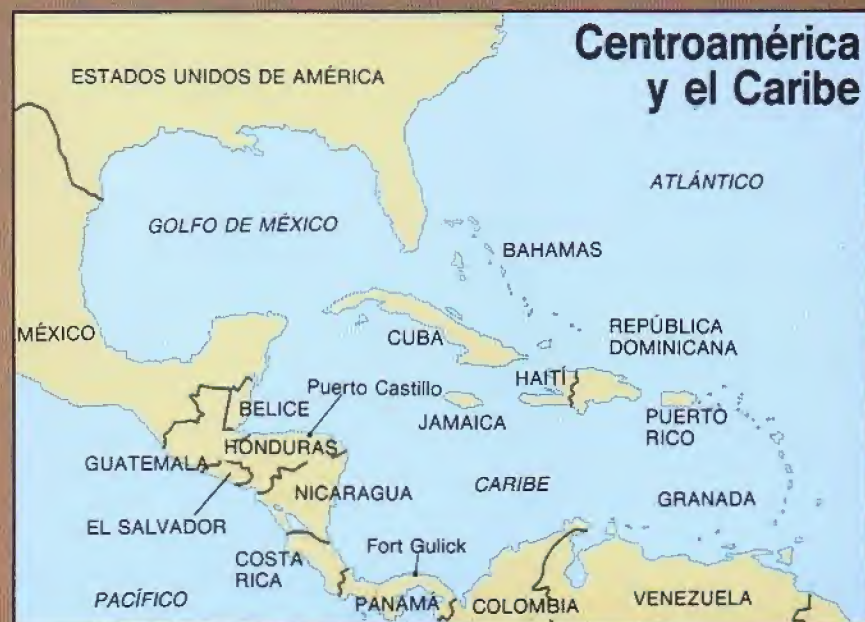 Centroamérica
y el Caribe
ESTADOS UNIDOS DE AMÉRICA
ATLÁNTICO
GOLFO DE MÉXICO
BAHAMAS
MÉXICO
CUBA
REPÚBLICA
DOMINICANA
HAITÍ
Puerto Castillo
BELICE
JAMAICA
PUERTO
RICO
HONDURAS
GUATEMALA
NICARAGUA
CARIBE
GRANADA
EL SALVADOR
COSTA
RICA
Fort Gulick
PACÍFICO
PANAMÁ
COLOMBIA
VENEZUELA